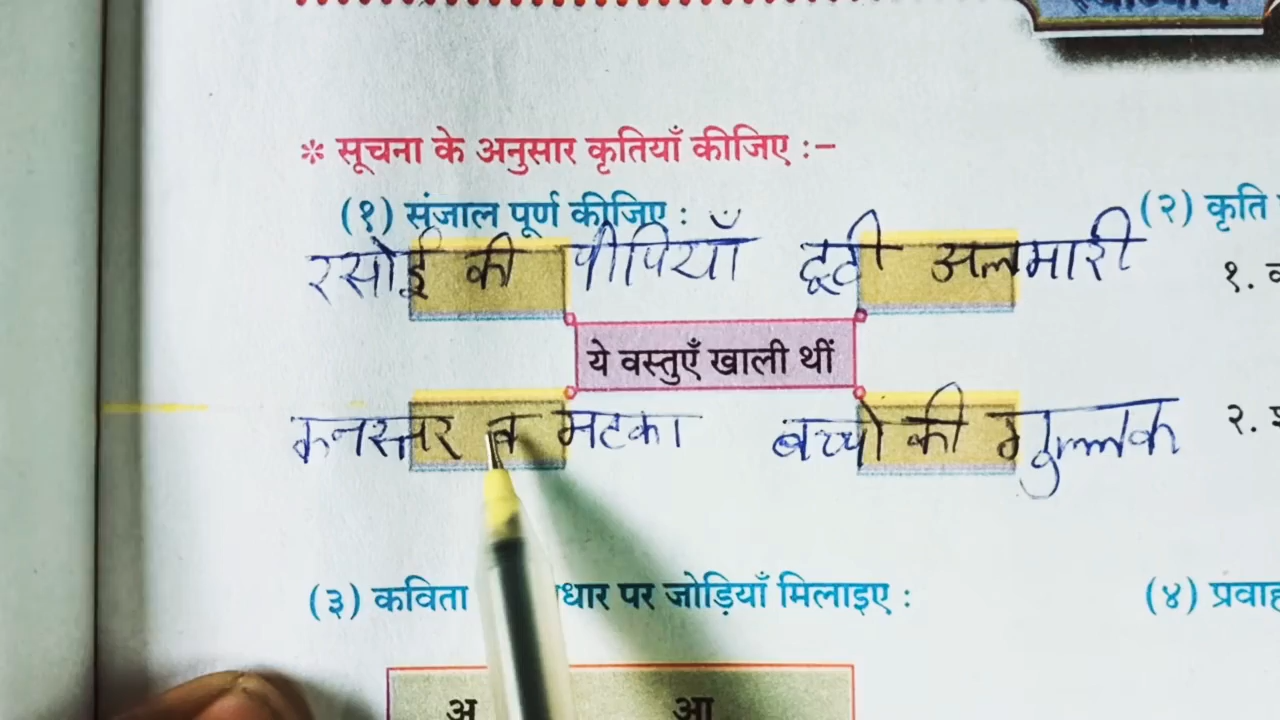 स्वाध्याय
* सूचना के अनुसार कृतियाँ कीजिए :–
(१) संजाल पूर्ण कीजिए :
(२) कृति
रसोई की पीपियाँ
टूटी अलमारी
१.
ये वस्तुएँ खाली थीं
कनस्तर व मटका
बच्चो की गुल्लक
२.
(३) कविता धार पर जोड़ियाँ मिलाइए :
(४) प्रवाह
अ आ